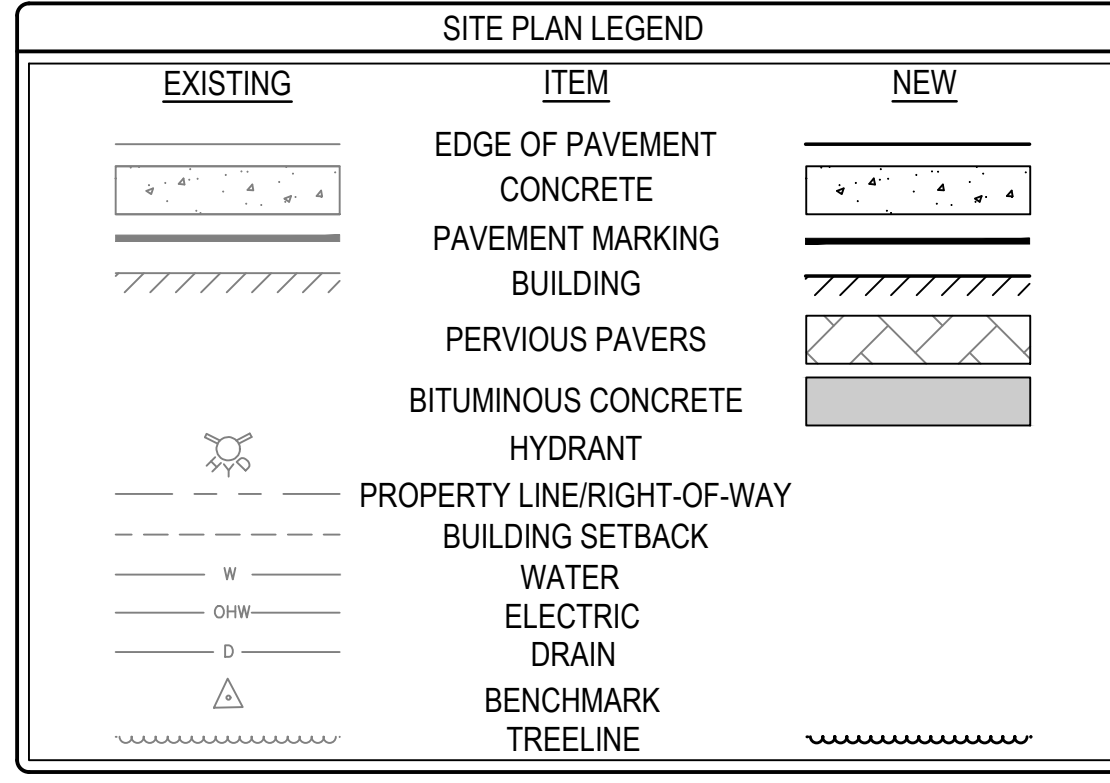 SITE PLAN LEGEND
EXISTING ITEM NEW
EDGE OF PAVEMENT
CONCRETE
PAVEMENT MARKING
BUILDING
PERVIOUS PAVERS
BITUMINOUS CONCRETE
HYD HYDRANT
PROPERTY LINE/RIGHT-OF-WAY
BUILDING SETBACK
W WATER
OHW ELECTRIC
D DRAIN
BENCHMARK
TREELINE